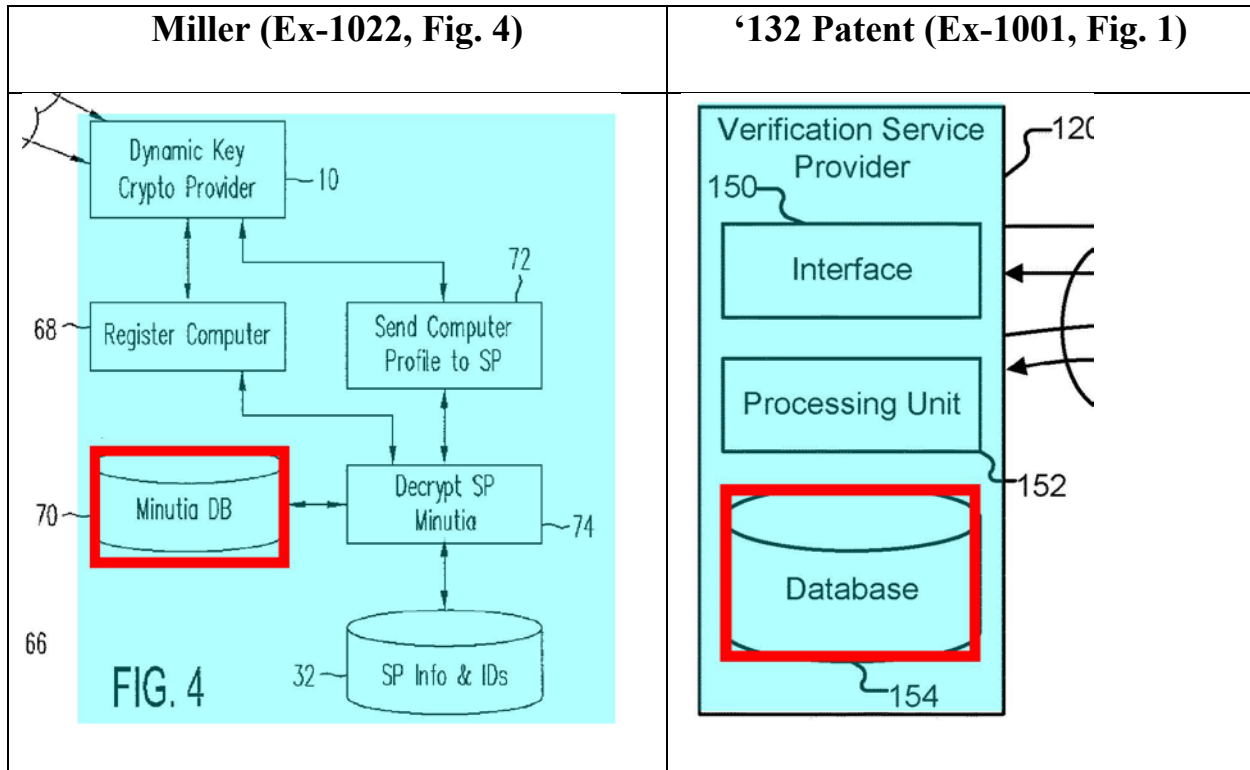 Miller (Ex-1022, Fig. 4)
‘132 Patent (Ex-1001, Fig. 1)
Dynamic Key
Crypto Provider
10
72
68
Register Computer
Send Computer
Profile to SP
70
Minutia DB
Decrypt SP
Minutia
74
66
32
SP Info & IDs
FIG. 4
Verification Service
Provider
120
150
Interface
Processing Unit
152
Database
154